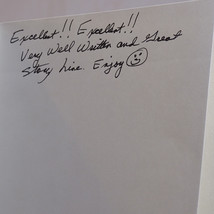 Excellent!! Excellent!!
Very Well Written and Great
Story Line. Enjoy